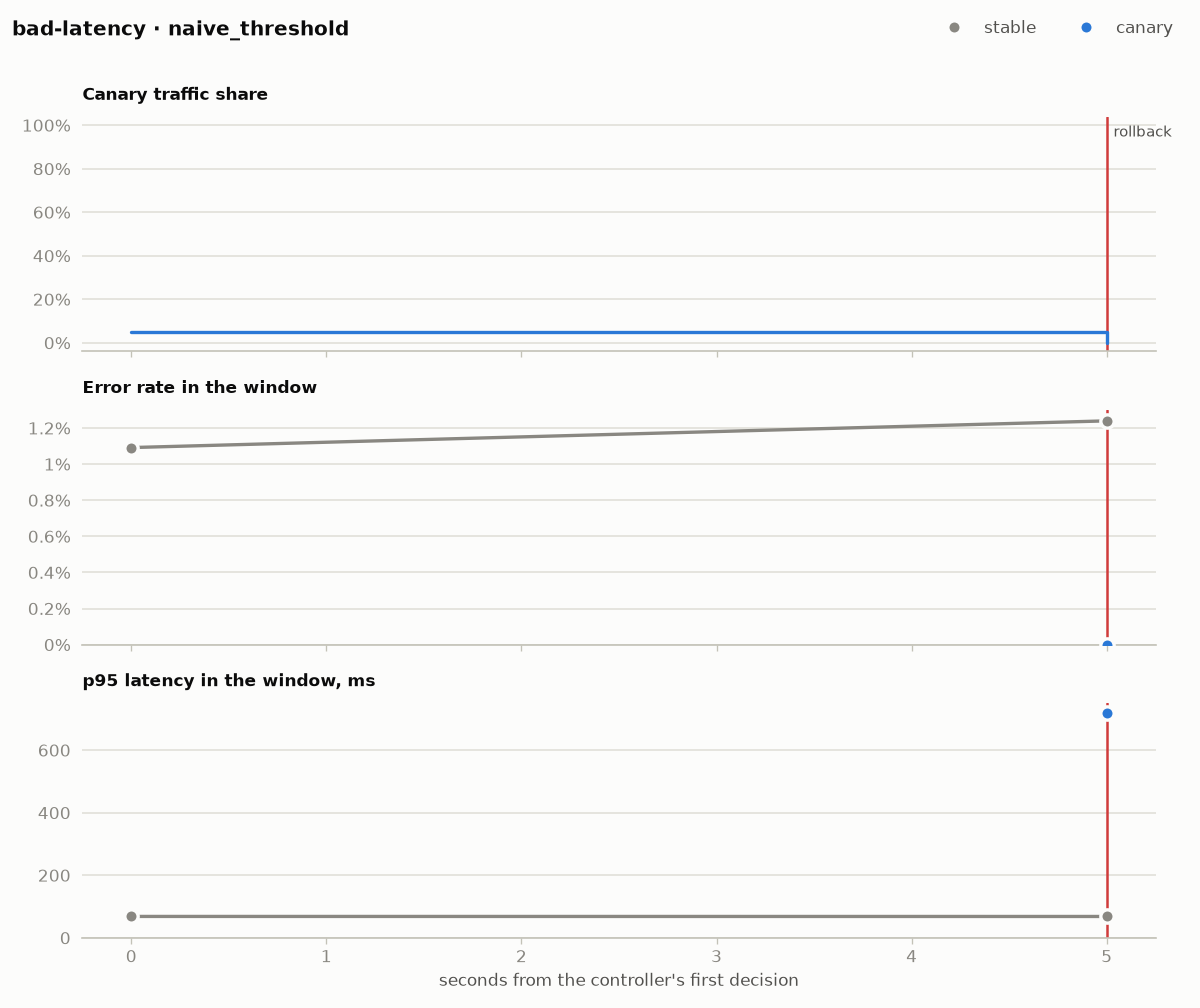 bad-latency · naive_threshold
stable
canary
Canary traffic share
100%
rollback
80%
60%
40%
20%
0%
Error rate in the window
1.2%
1%
0.8%
0.6%
0.4%
0.2%
0%
p95 latency in the window, ms
600
400
200
0
0 1 2 3 4 5
seconds from the controller's first decision